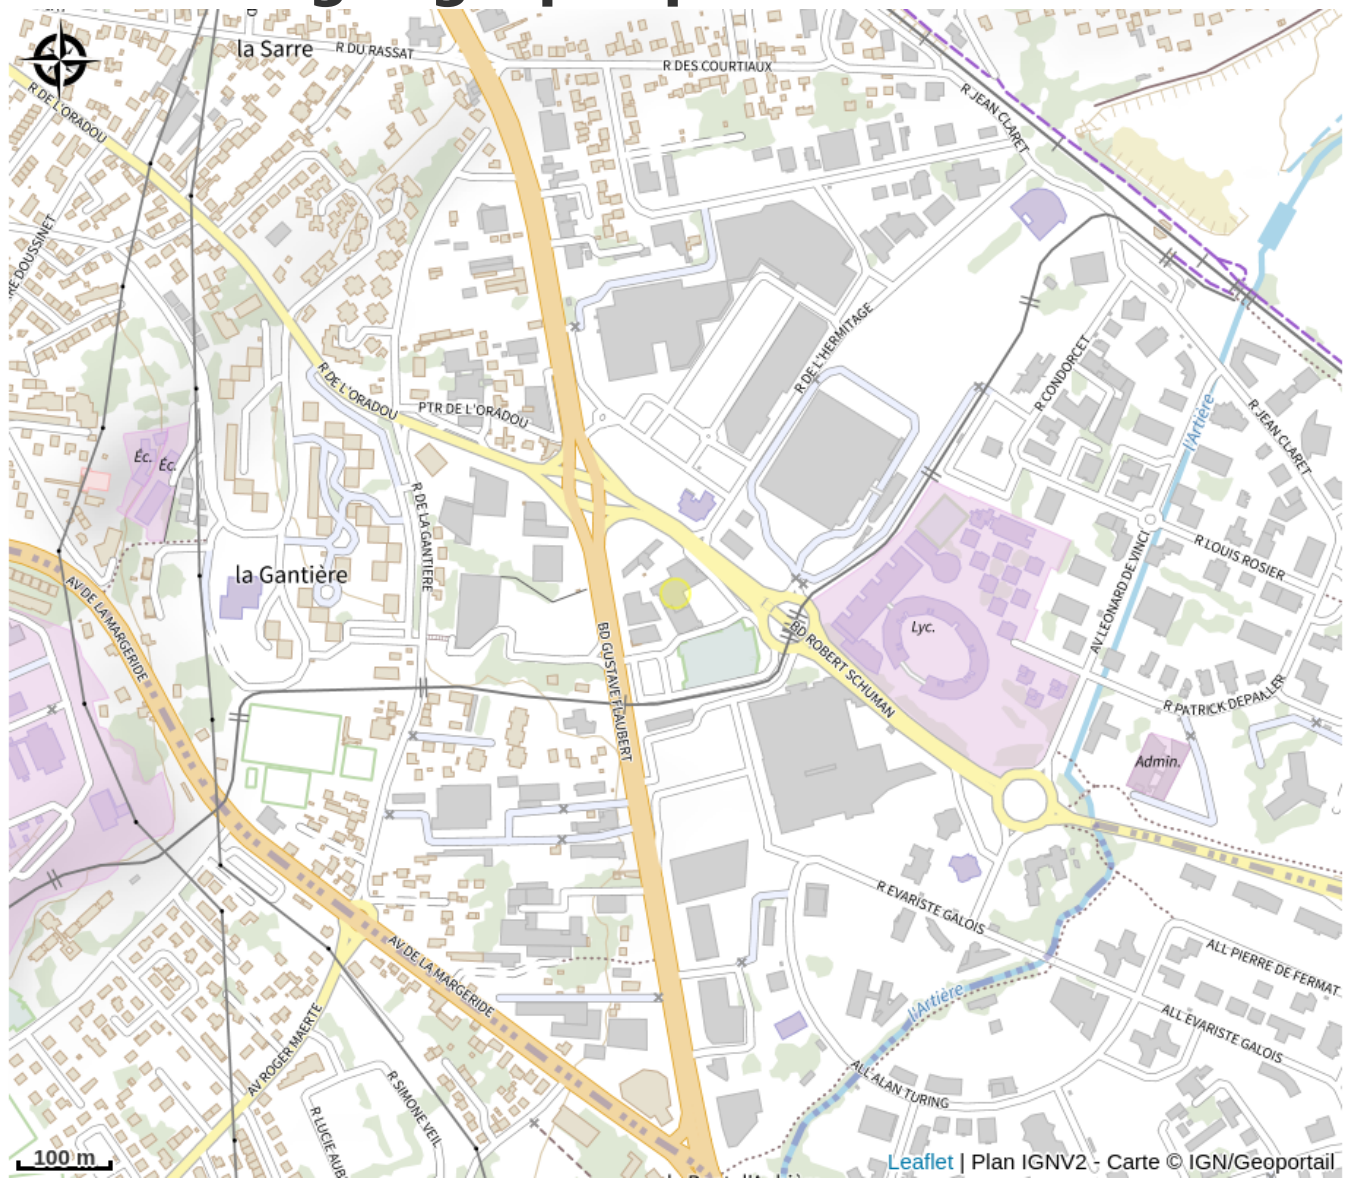 la Sarre
R DU RASSAT
R DES COURTIAUX
R DE L'ORADOU
R JEAN CLARET
RE DOUSSINET
R DE L'HERMITAGE
R CONDORCET
R DE L'ORADOU
PTR DE L'ORADOU
l'Artière
R JEAN CLARET
Éc.
Éc.
R DE LA GANTIERE
R LOUIS ROSIER
la Gantière
AV DE LA MARGERIDE
AV LEONARD DE VINCI
Lyc.
BD GUSTAVE FLAUBERT
BD ROBERT SCHUMAN
R PATRICK DEPAILLER
Admin.
R EVARISTE GALOIS
AV DE LA MARGERIDE
ALL PIERRE DE FERMAT
l'Artière
ALL EVARISTE GALOIS
AV ROGER MAERTE
R SIMONE VEIL
ALL ALAN TURING
R LUCIE AUB
100 m
Leaflet | Plan IGNV2 - Carte © IGN/Geoportail